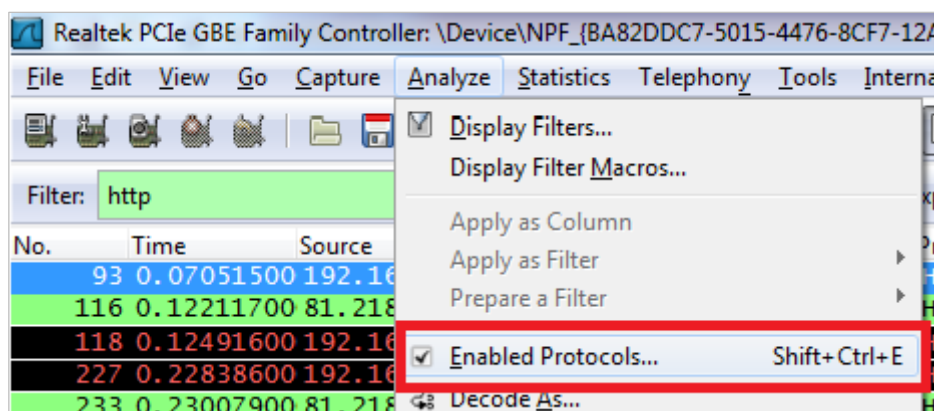 Realtek PCIe GBE Family Controller: \Device\NPF_{BA82DDC7-5015-4476-8CF7-12A
File Edit View Go Capture Analyze Statistics Telephony Tools Interna
Filter: http
Display Filters...
Display Filter Macros...
Apply as Column
Apply as Filter
Prepare a Filter
Enabled Protocols... Shift+Ctrl+E
Decode As...
No. Time Source
93 0.07051500 192.16
116 0.12211700 81.218
118 0.12491600 192.16
227 0.22838600 192.16
233 0.23007900 81.218